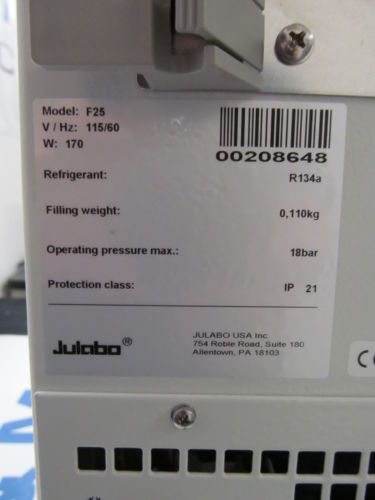 Model: F25
V / Hz: 115/60
W: 170
00208648
Refrigerant: R134a
Filling weight: 0,110kg
Operating pressure max.: 18bar
Protection class: IP 21
Julabo®
JULABO USA Inc.
754 Roble Road, Suite 180
Allentown, PA 18103